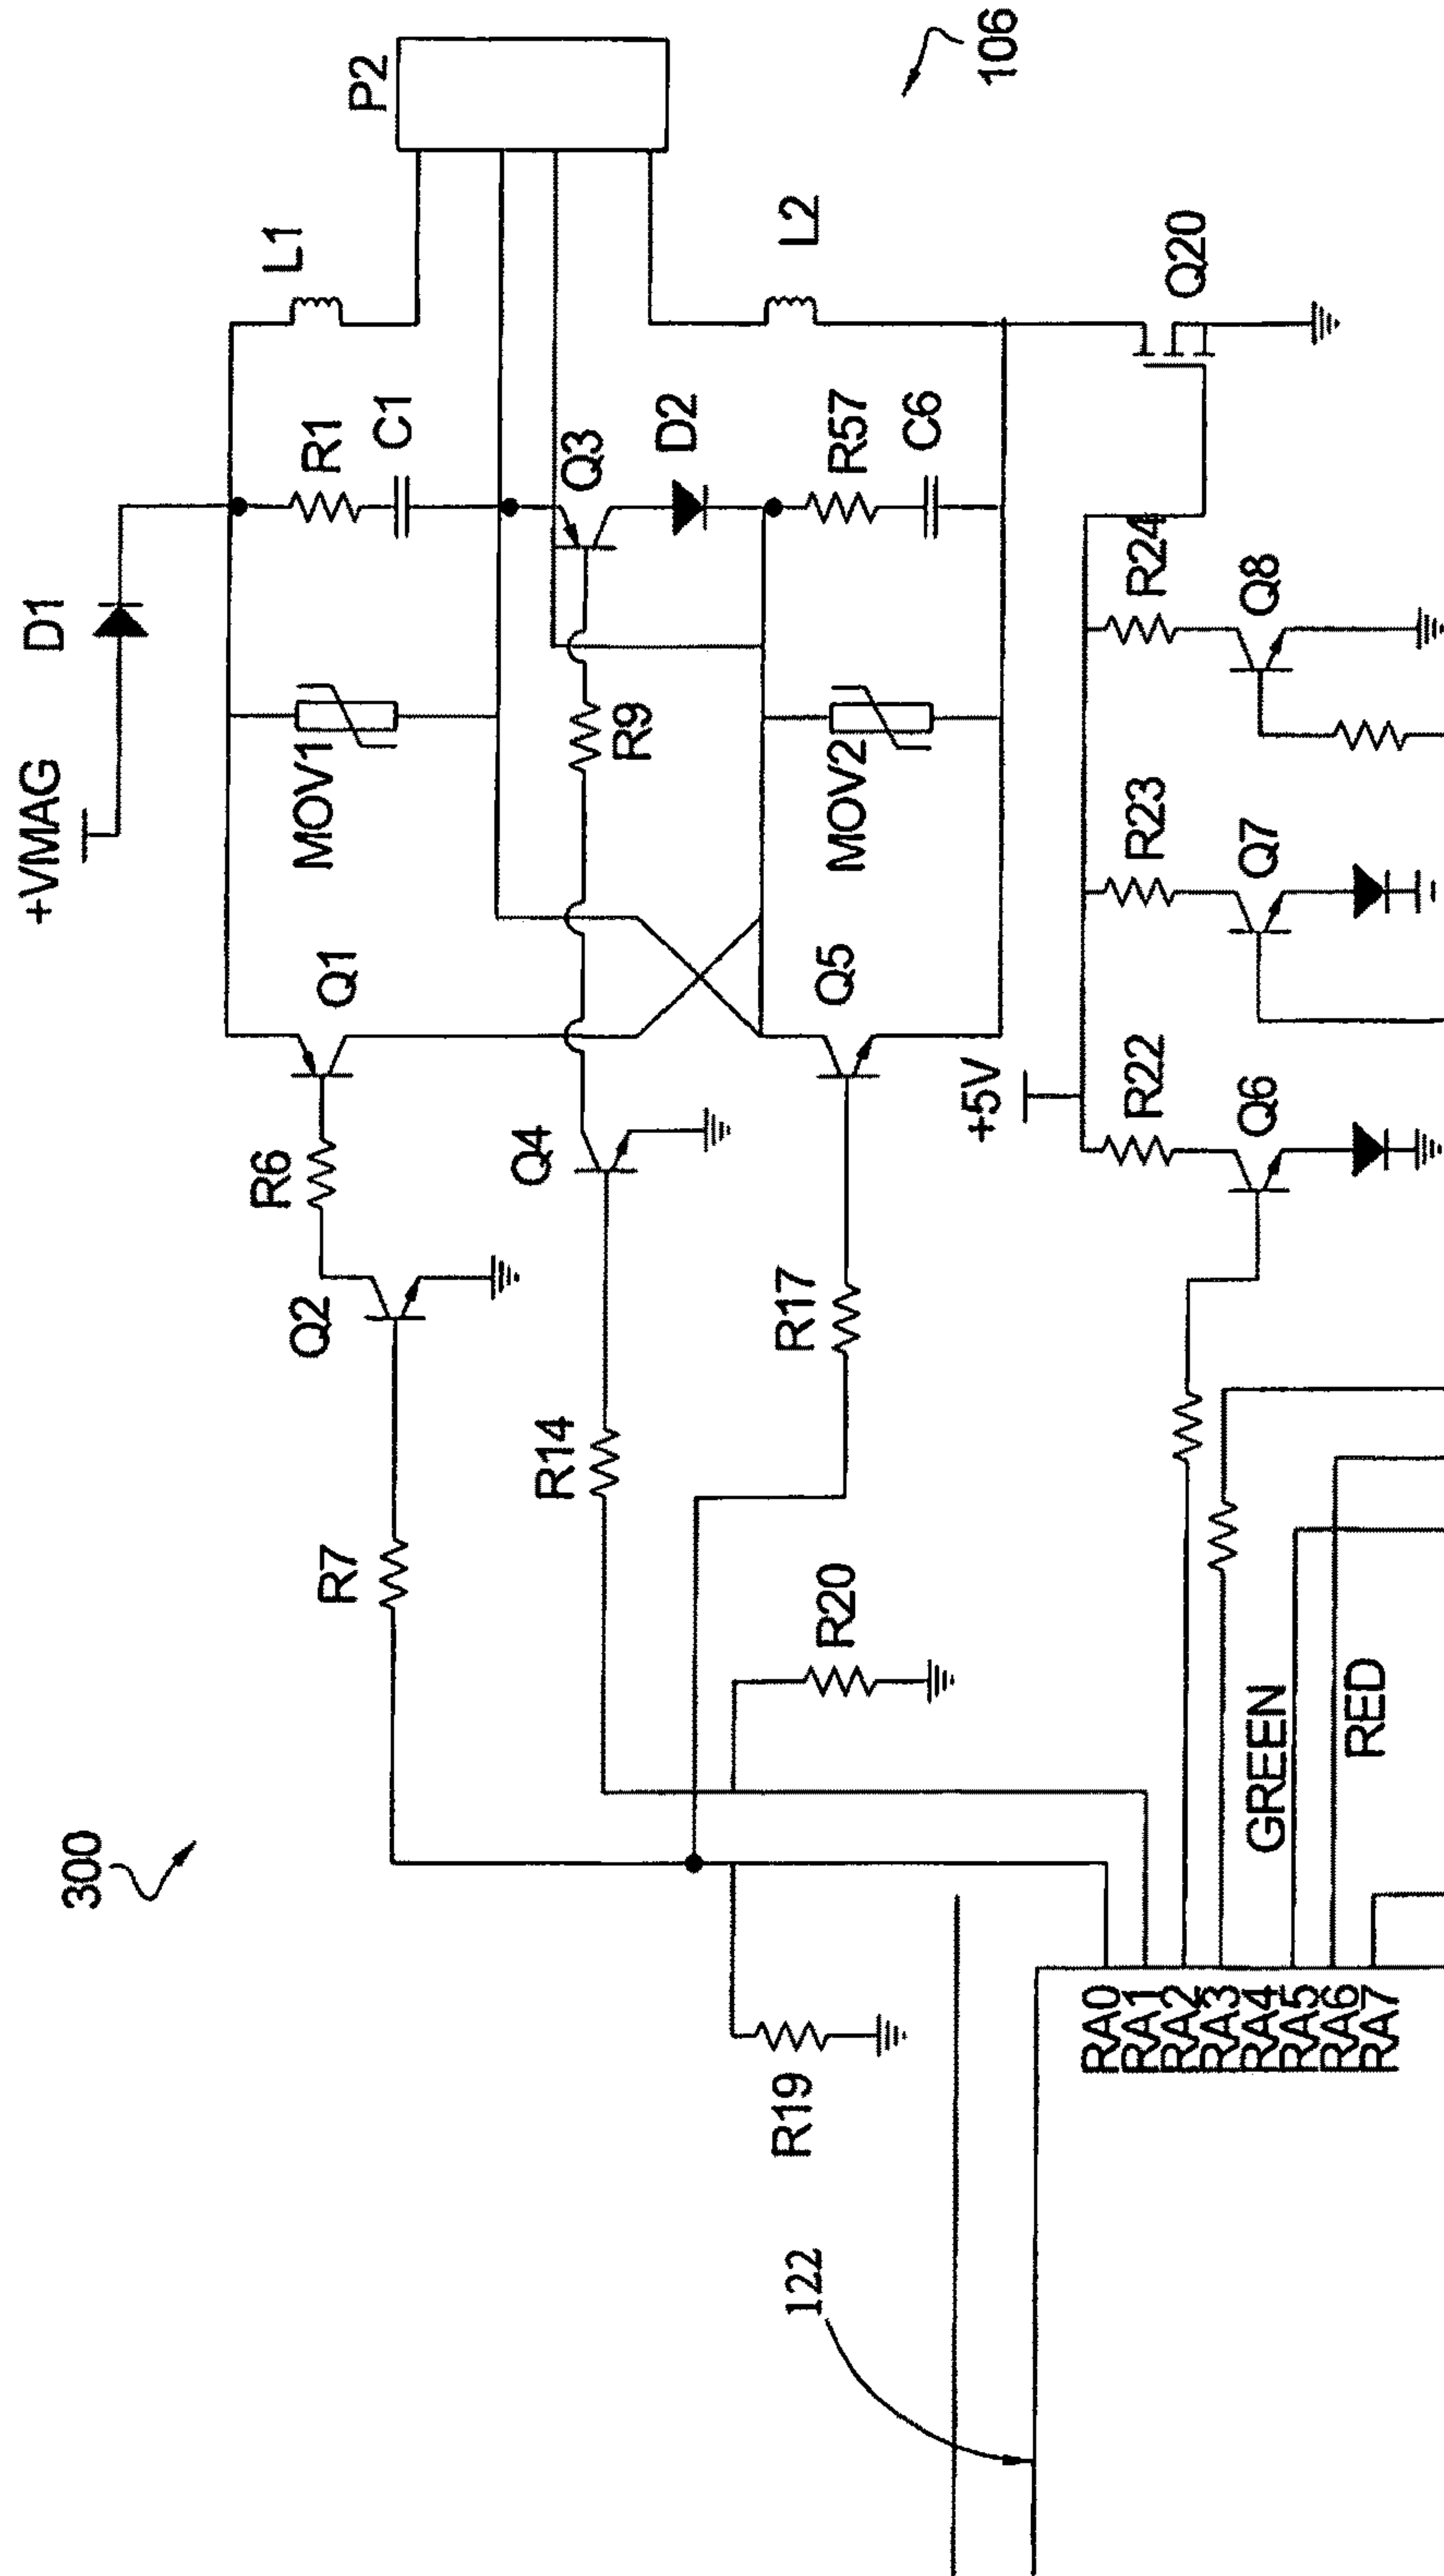 300
+VMAG
D1
106
P2
L1
R1
C1
MOV1
Q1
R6
Q2
R7
Q3
D2
R9
Q4
R14
L2
R57
C6
MOV2
Q5
R17
R20
R19
Q20
+5V
R24
Q8
R23
Q7
R22
Q6
GREEN
RED
122
RA0
RA1
RA2
RA3
RA4
RA5
RA6
RA7